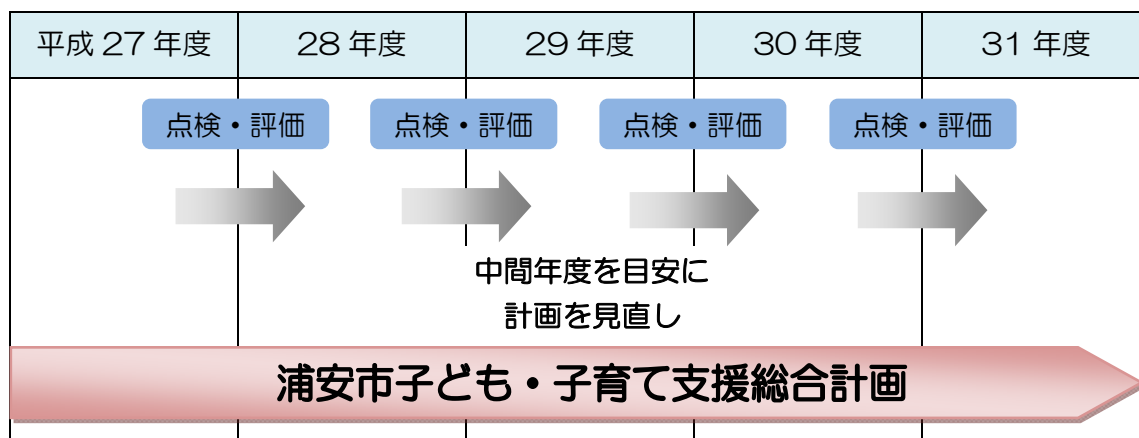 平成 27 年度
28 年度
29 年度
30 年度
31 年度
点検・評価
点検・評価
点検・評価
点検・評価
中間年度を目安に
計画を見直し
浦安市子ども・子育て支援総合計画